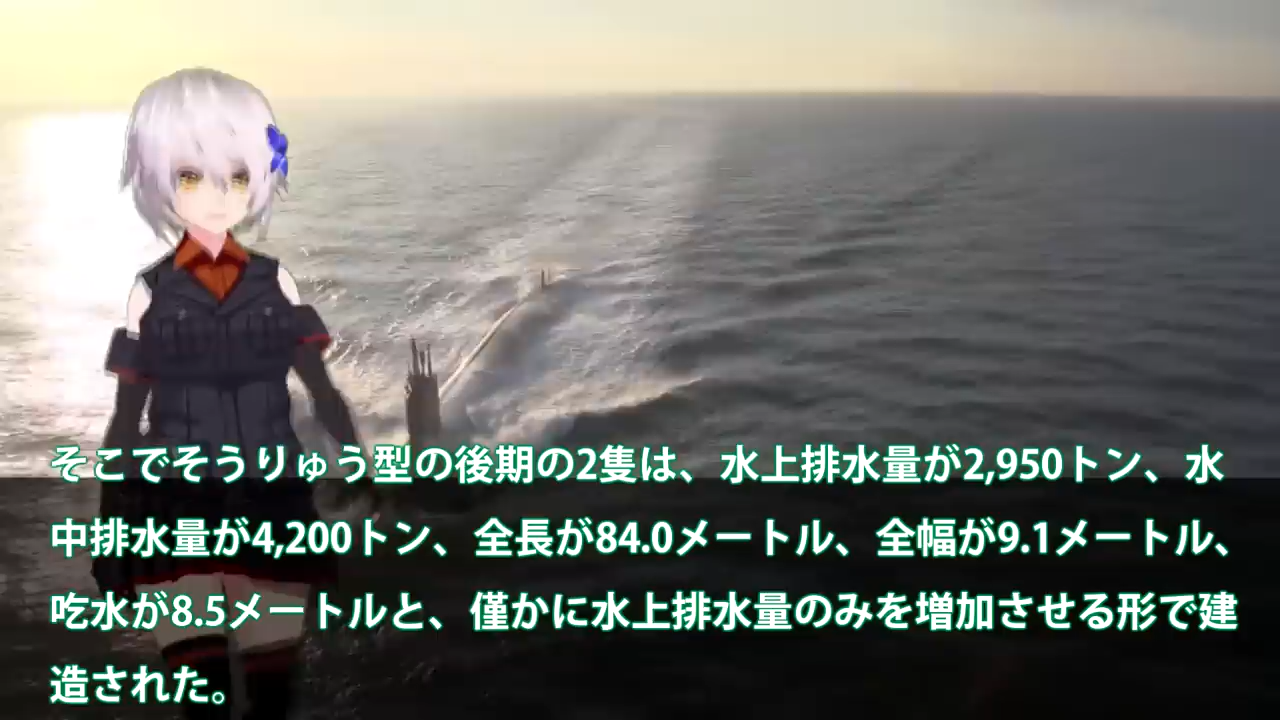 そこでそうりゅう型の後期の2隻は、水上排水量が2,950トン、水
中排水量が4,200トン、全長が84.0メートル、全幅が9.1メートル、
吃水が8.5メートルと、僅かに水上排水量のみを増加させる形で建
造された。